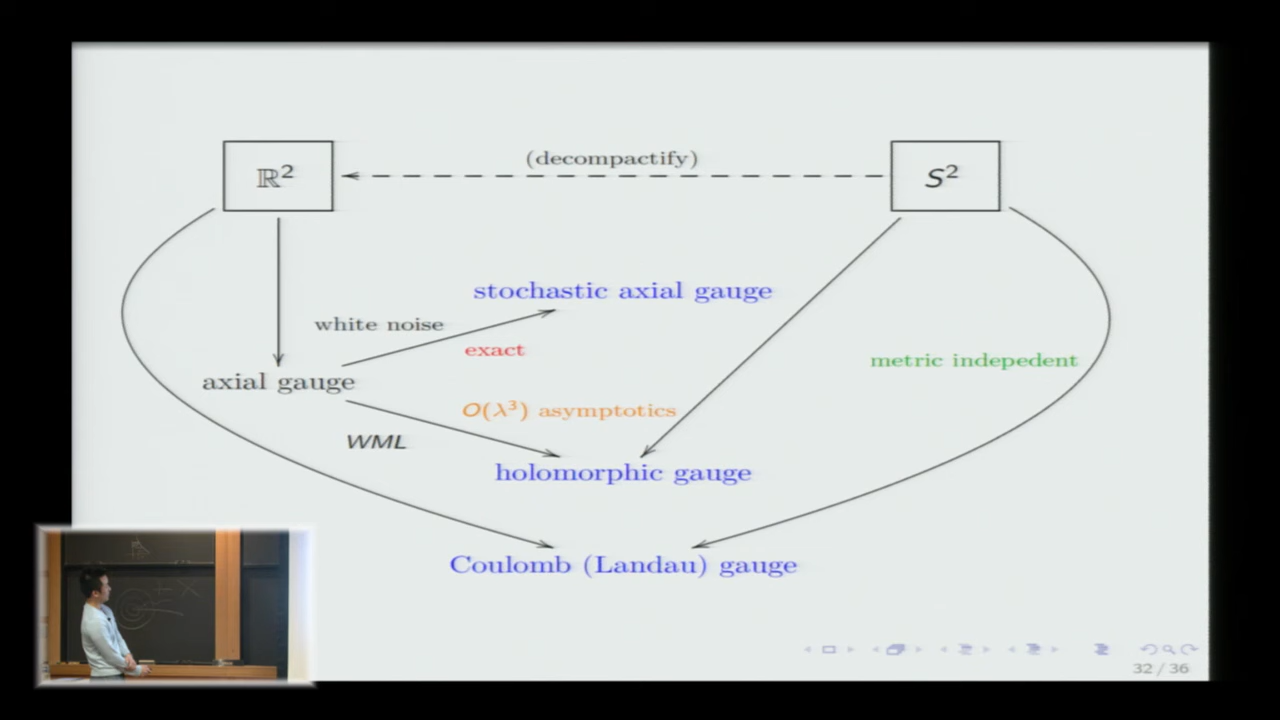 (decompactify)
ℝ²
S²
stochastic axial gauge
white noise
exact
metric indepedent
axial gauge
O(λ³) asymptotics
WML
holomorphic gauge
Coulomb (Landau) gauge
32 / 36